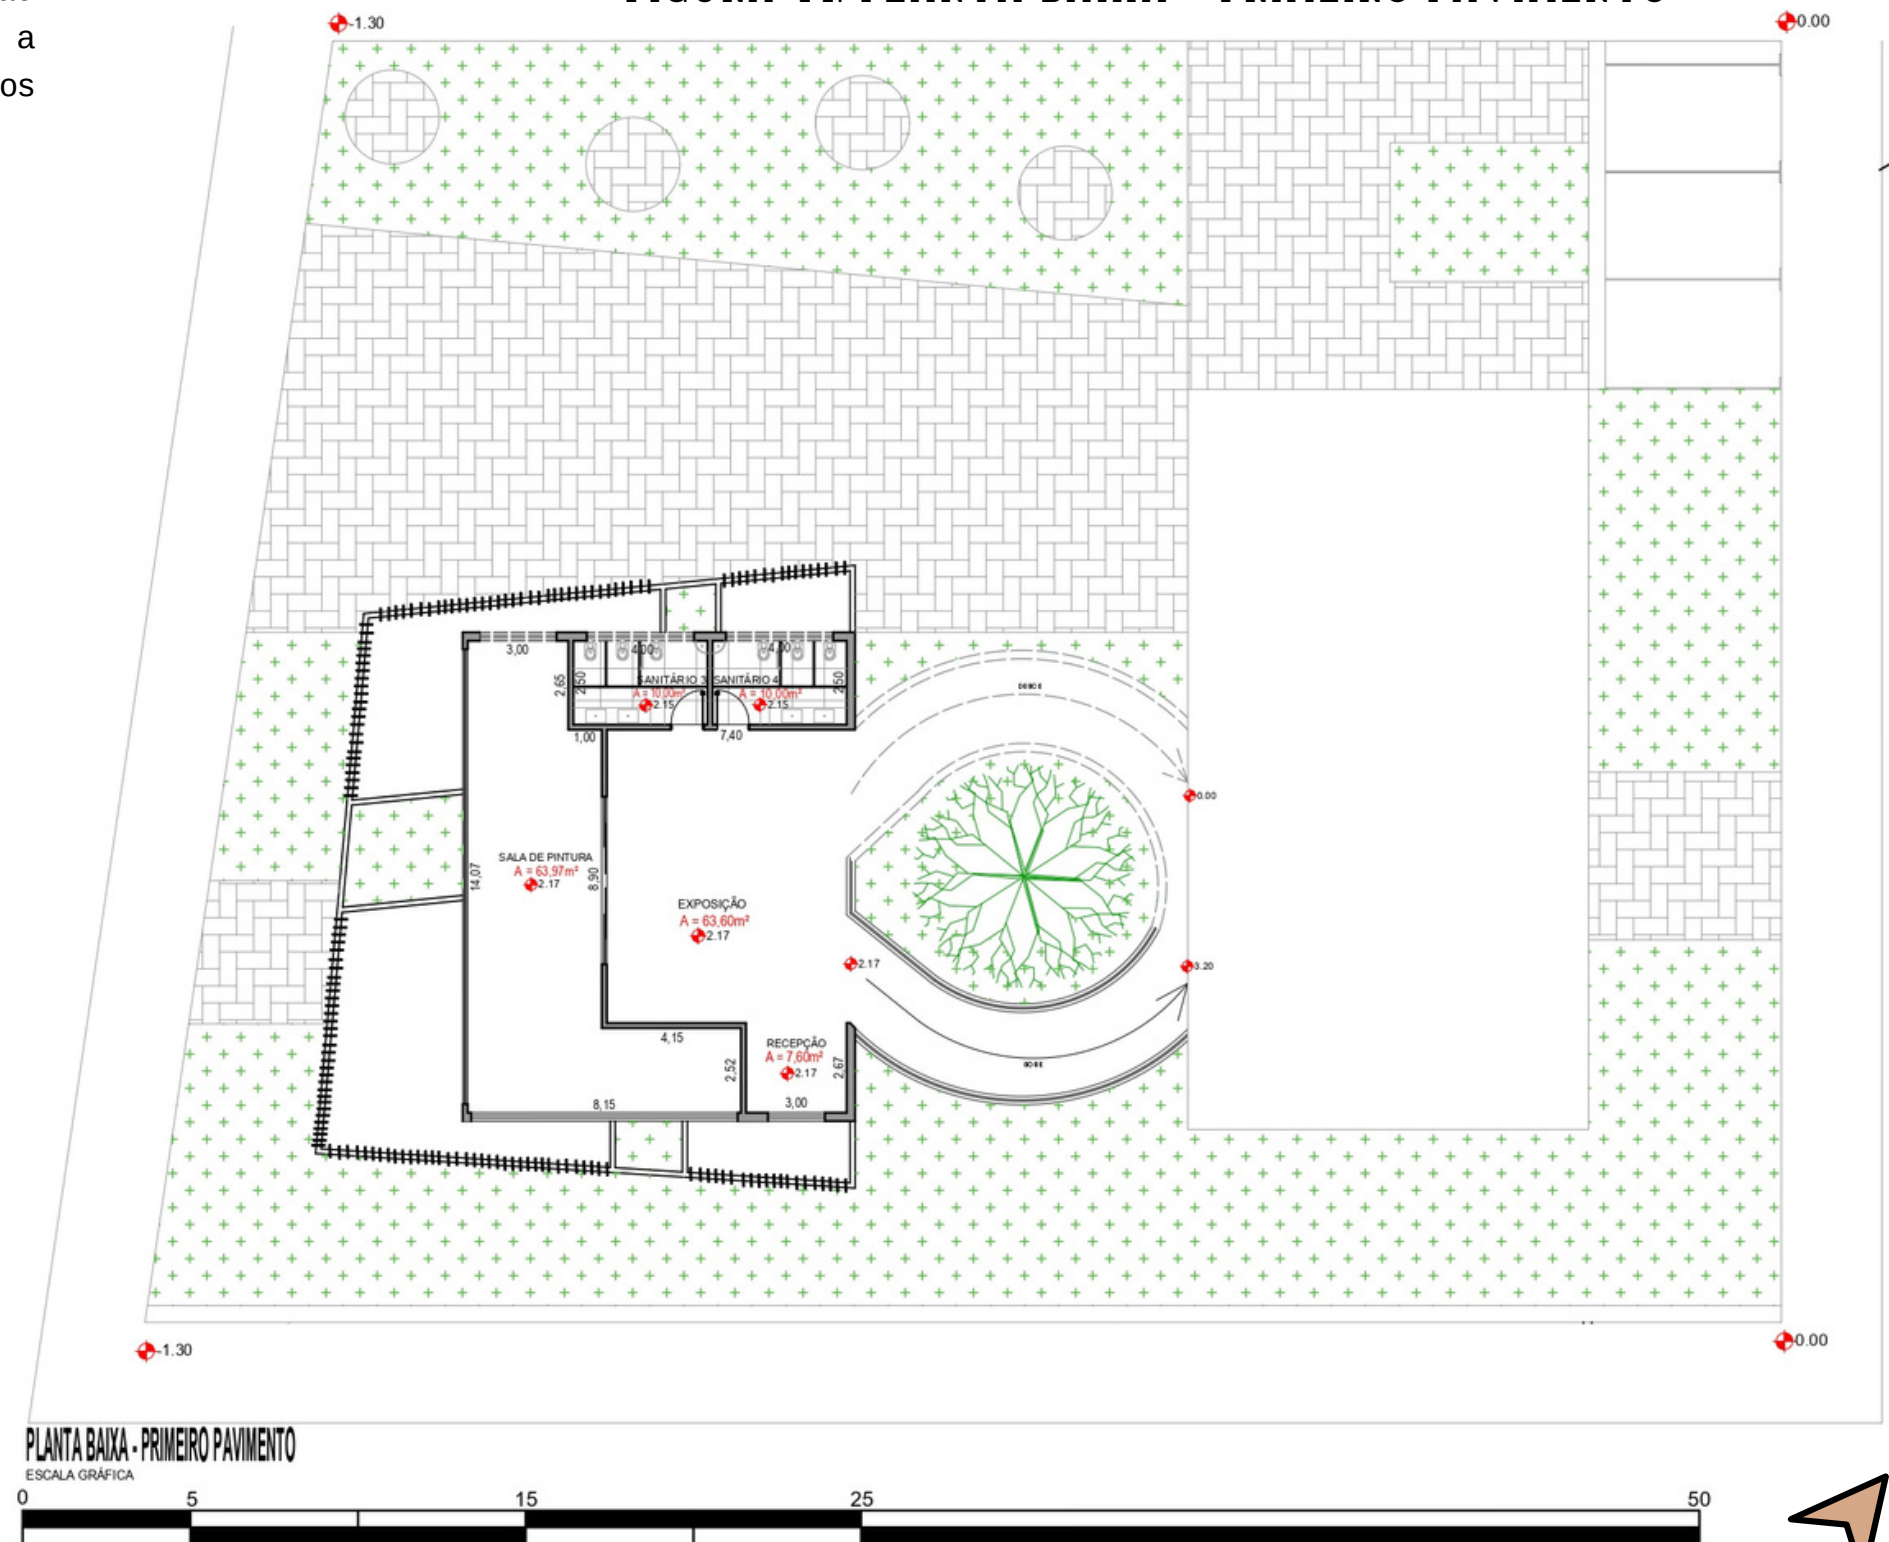 a
os
-1.30
0.00
3,00
4,00
4,00
2,65
2,50
2,50
SANITÁRIO 3
SANITÁRIO 4
A = 10,00m²
A = 10,00m²
2.15
2.15
1,00
7,40
0.00
SALA DE PINTURA
A = 63,97m²
2.17
14,07
8,90
EXPOSIÇÃO
A = 63,60m²
2.17
2.17
3.20
4,15
RECEPÇÃO
A = 7,60m²
2.17
2,52
2,67
8,15
3,00
-1.30
0.00
PLANTA BAIXA - PRIMEIRO PAVIMENTO
ESCALA GRÁFICA
0 5 15 25 50